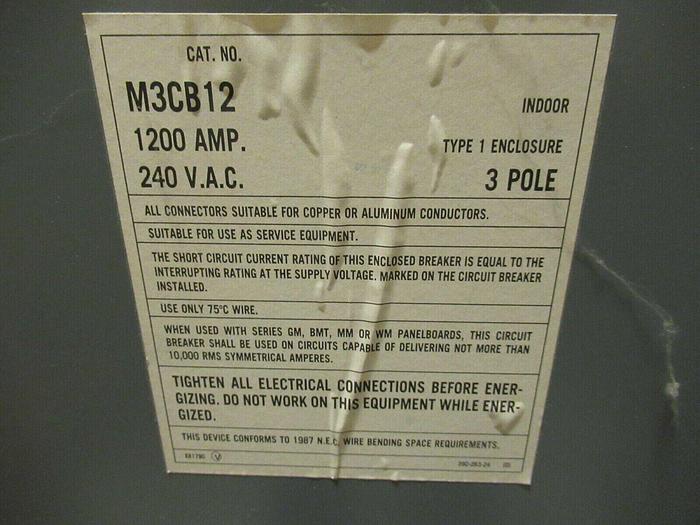 CAT. NO.
M3CB12
INDOOR
1200 AMP.
TYPE 1 ENCLOSURE
240 V.A.C.
3 POLE
ALL CONNECTORS SUITABLE FOR COPPER OR ALUMINUM CONDUCTORS.
SUITABLE FOR USE AS SERVICE EQUIPMENT.
THE SHORT CIRCUIT CURRENT RATING OF THIS ENCLOSED BREAKER IS EQUAL TO THE
INTERRUPTING RATING AT THE SUPPLY VOLTAGE. MARKED ON THE CIRCUIT BREAKER
INSTALLED.
USE ONLY 75°C WIRE.
WHEN USED WITH SERIES GM, BMT, MM OR WM PANELBOARDS, THIS CIRCUIT
BREAKER SHALL BE USED ON CIRCUITS CAPABLE OF DELIVERING NOT MORE THAN
10,000 RMS SYMMETRICAL AMPERES.
TIGHTEN ALL ELECTRICAL CONNECTIONS BEFORE ENER-
GIZING. DO NOT WORK ON THIS EQUIPMENT WHILE ENER-
GIZED.
THIS DEVICE CONFORMS TO 1987 N.E.C. WIRE BENDING SPACE REQUIREMENTS.